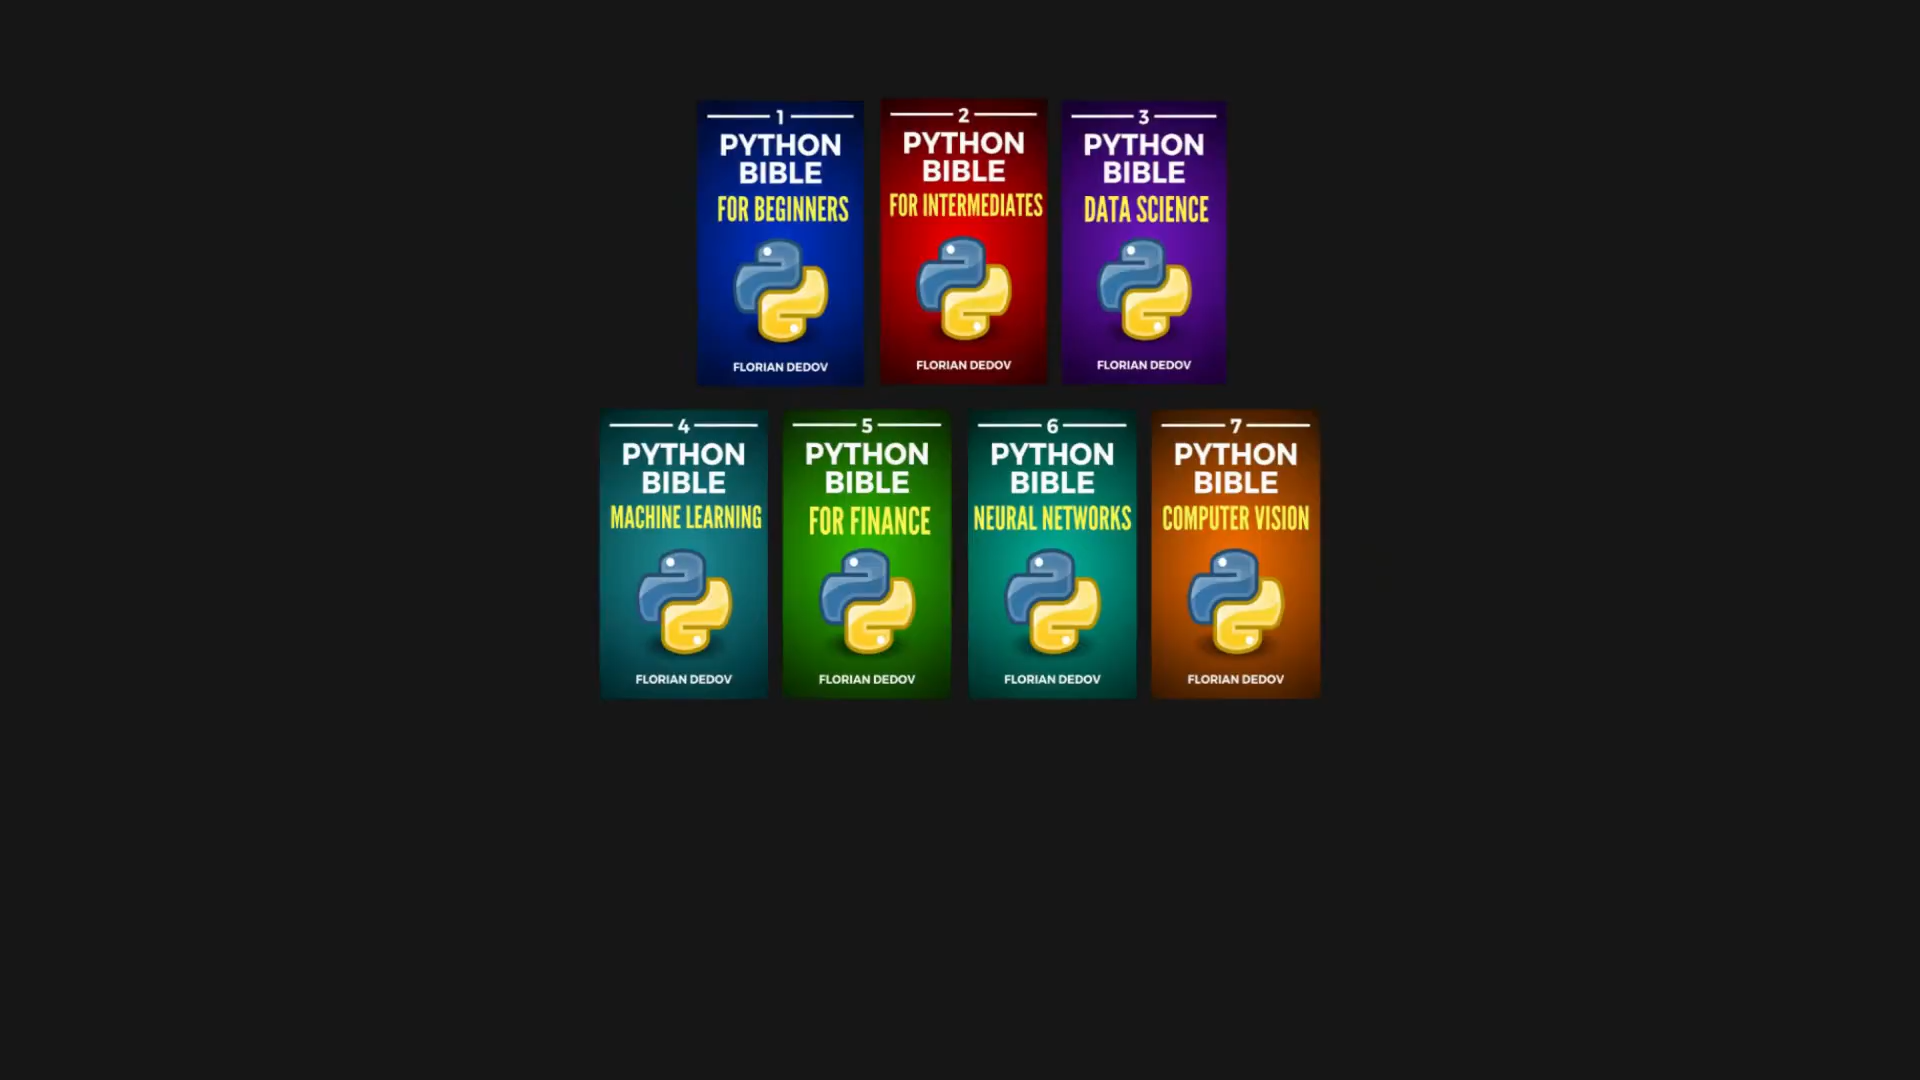 1
PYTHON
BIBLE
FOR BEGINNERS
FLORIAN DEDOV
2
PYTHON
BIBLE
FOR INTERMEDIATES
FLORIAN DEDOV
3
PYTHON
BIBLE
DATA SCIENCE
FLORIAN DEDOV
4
PYTHON
BIBLE
MACHINE LEARNING
FLORIAN DEDOV
5
PYTHON
BIBLE
FOR FINANCE
FLORIAN DEDOV
6
PYTHON
BIBLE
NEURAL NETWORKS
FLORIAN DEDOV
7
PYTHON
BIBLE
COMPUTER VISION
FLORIAN DEDOV